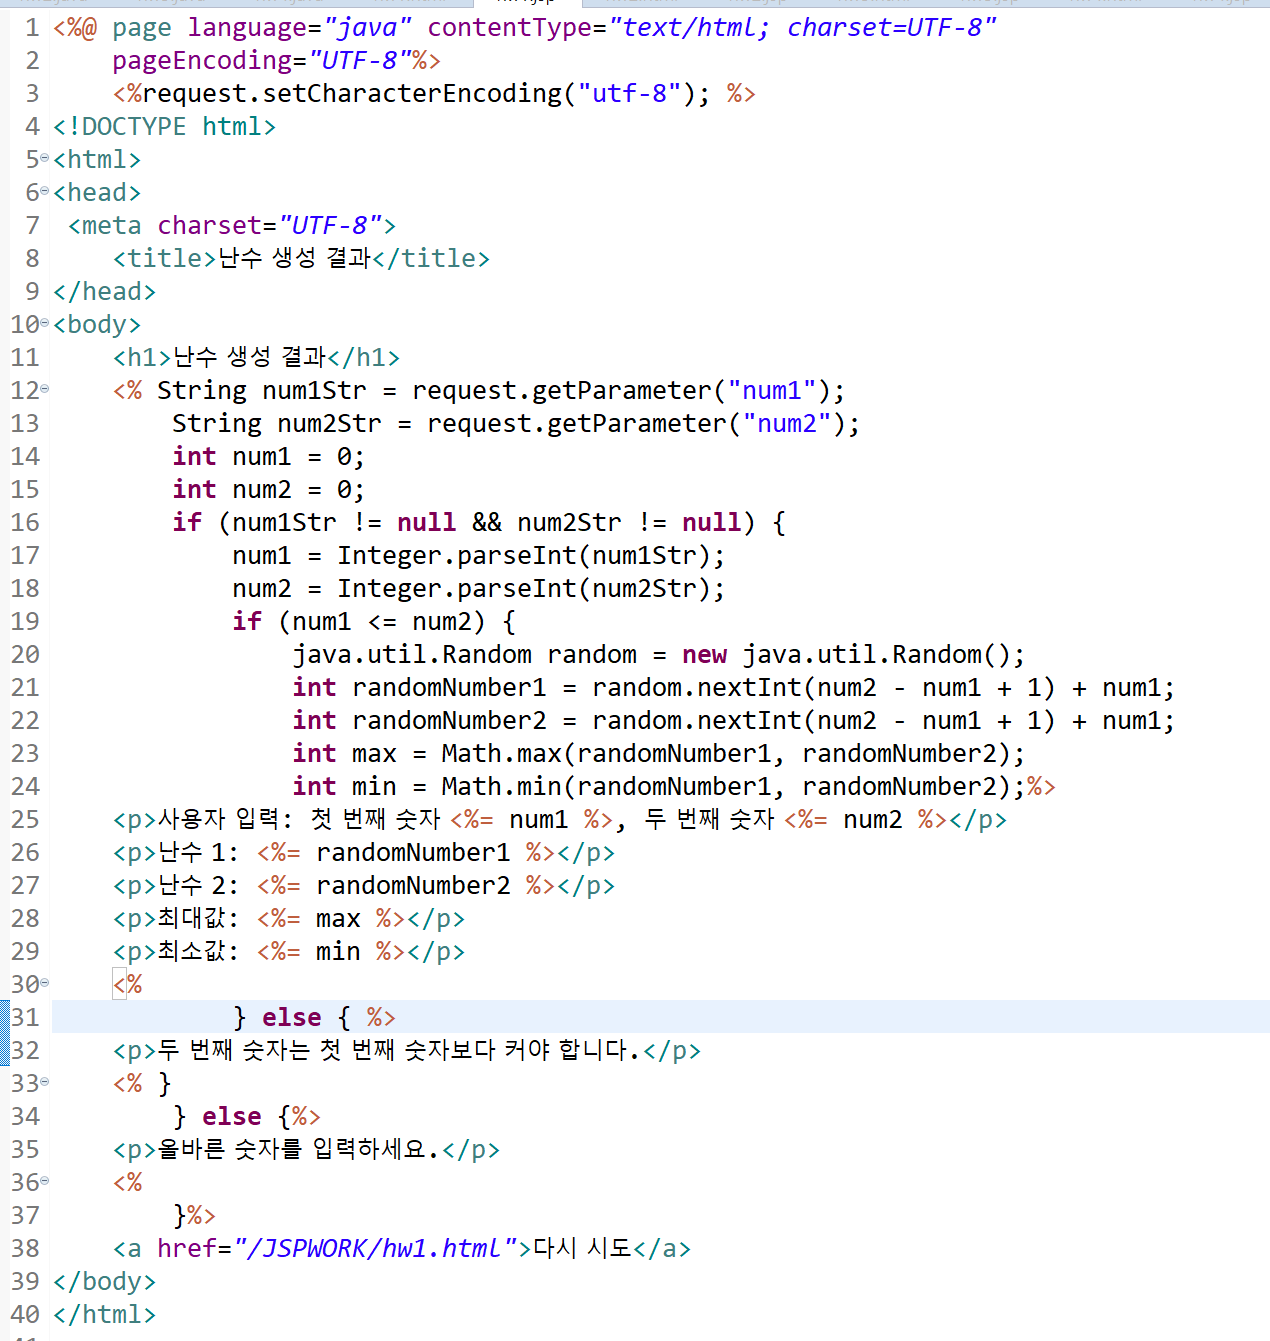 1 <%@ page language="java" contentType="text/html; charset=UTF-8"
2     pageEncoding="UTF-8"%>
3     <%request.setCharacterEncoding("utf-8"); %>
4 <!DOCTYPE html>
5 <html>
6 <head>
7  <meta charset="UTF-8">
8     <title>난수 생성 결과</title>
9 </head>
10 <body>
11     <h1>난수 생성 결과</h1>
12     <% String num1Str = request.getParameter("num1");
13         String num2Str = request.getParameter("num2");
14         int num1 = 0;
15         int num2 = 0;
16         if (num1Str != null && num2Str != null) {
17             num1 = Integer.parseInt(num1Str);
18             num2 = Integer.parseInt(num2Str);
19             if (num1 <= num2) {
20                 java.util.Random random = new java.util.Random();
21                 int randomNumber1 = random.nextInt(num2 - num1 + 1) + num1;
22                 int randomNumber2 = random.nextInt(num2 - num1 + 1) + num1;
23                 int max = Math.max(randomNumber1, randomNumber2);
24                 int min = Math.min(randomNumber1, randomNumber2);%>
25     <p>사용자 입력: 첫 번째 숫자 <%= num1 %>, 두 번째 숫자 <%= num2 %></p>
26     <p>난수 1: <%= randomNumber1 %></p>
27     <p>난수 2: <%= randomNumber2 %></p>
28     <p>최대값: <%= max %></p>
29     <p>최소값: <%= min %></p>
30     <%
31             } else { %>
32     <p>두 번째 숫자는 첫 번째 숫자보다 커야 합니다.</p>
33     <% }
34         } else {%>
35     <p>올바른 숫자를 입력하세요.</p>
36     <%
37         }%>
38     <a href="/JSPWORK/hw1.html">다시 시도</a>
39 </body>
40 </html>